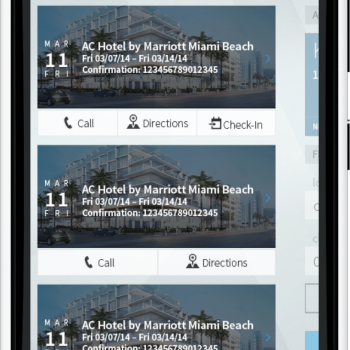 MAR
11
FRI
AC Hotel by Marriott Miami Beach
Fri 03/07/14 – Fri 03/14/14
Confirmation: 123456789012345
Call
Directions
Check-In
MAR
11
FRI
AC Hotel by Marriott Miami Beach
Fri 03/07/14 – Fri 03/14/14
Confirmation: 123456789012345
Call
Directions
MAR
11
AC Hotel by Marriott Miami Beach
Fri 03/07/14 – Fri 03/14/14
Confirmation: 123456789012345